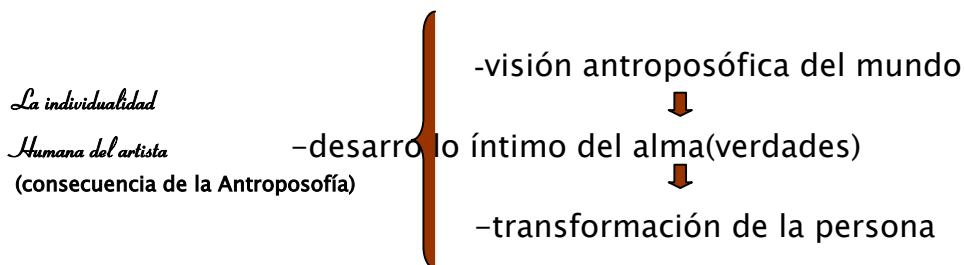 La individualidad
Humana del artista
(consecuencia de la Antroposofía)
-visión antroposófica del mundo
-desarrollo íntimo del alma(verdades)
-transformación de la persona